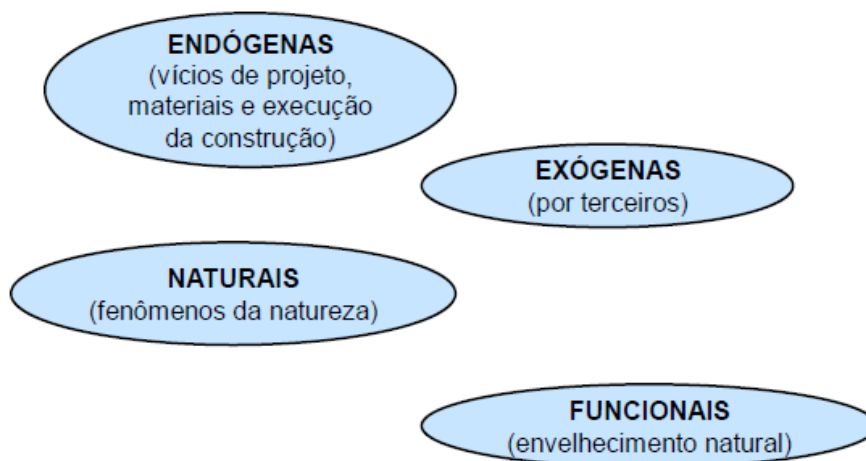 ENDÓGENAS
(vícios de projeto,
materiais e execução
da construção)
EXÓGENAS
(por terceiros)
NATURAIS
(fenômenos da natureza)
FUNCIONAIS
(envelhecimento natural)